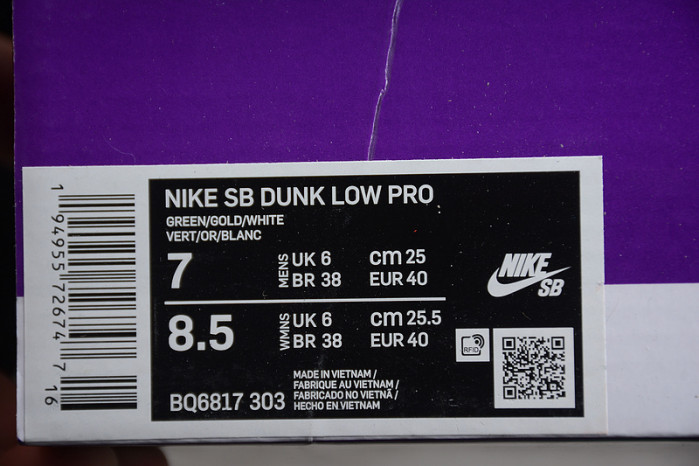 NIKE SB DUNK LOW PRO
GREEN/GOLD/WHITE
VERT/OR/BLANC
7 MENS UK 6 cm 25
BR 38 EUR 40
8.5 WMNS UK 6 cm 25.5
BR 38 EUR 40
NIKE
SB
RFID
BQ6817 303
MADE IN VIETNAM /
FABRIQUE AU VIETNAM /
FABRICADO NO VIETNÃ /
HECHO EN VIETNAM
1 94955 72674 7 16